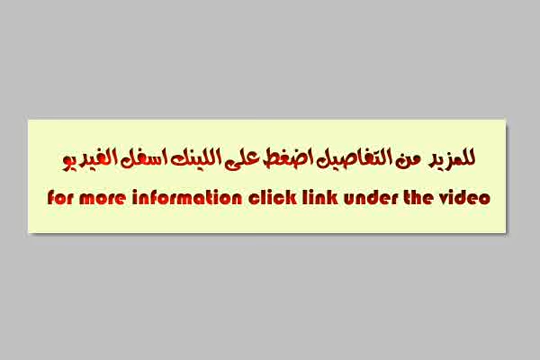 للمزيد من التفاصيل اضغط على اللينك اسفل الفيديو
for more information click link under the video